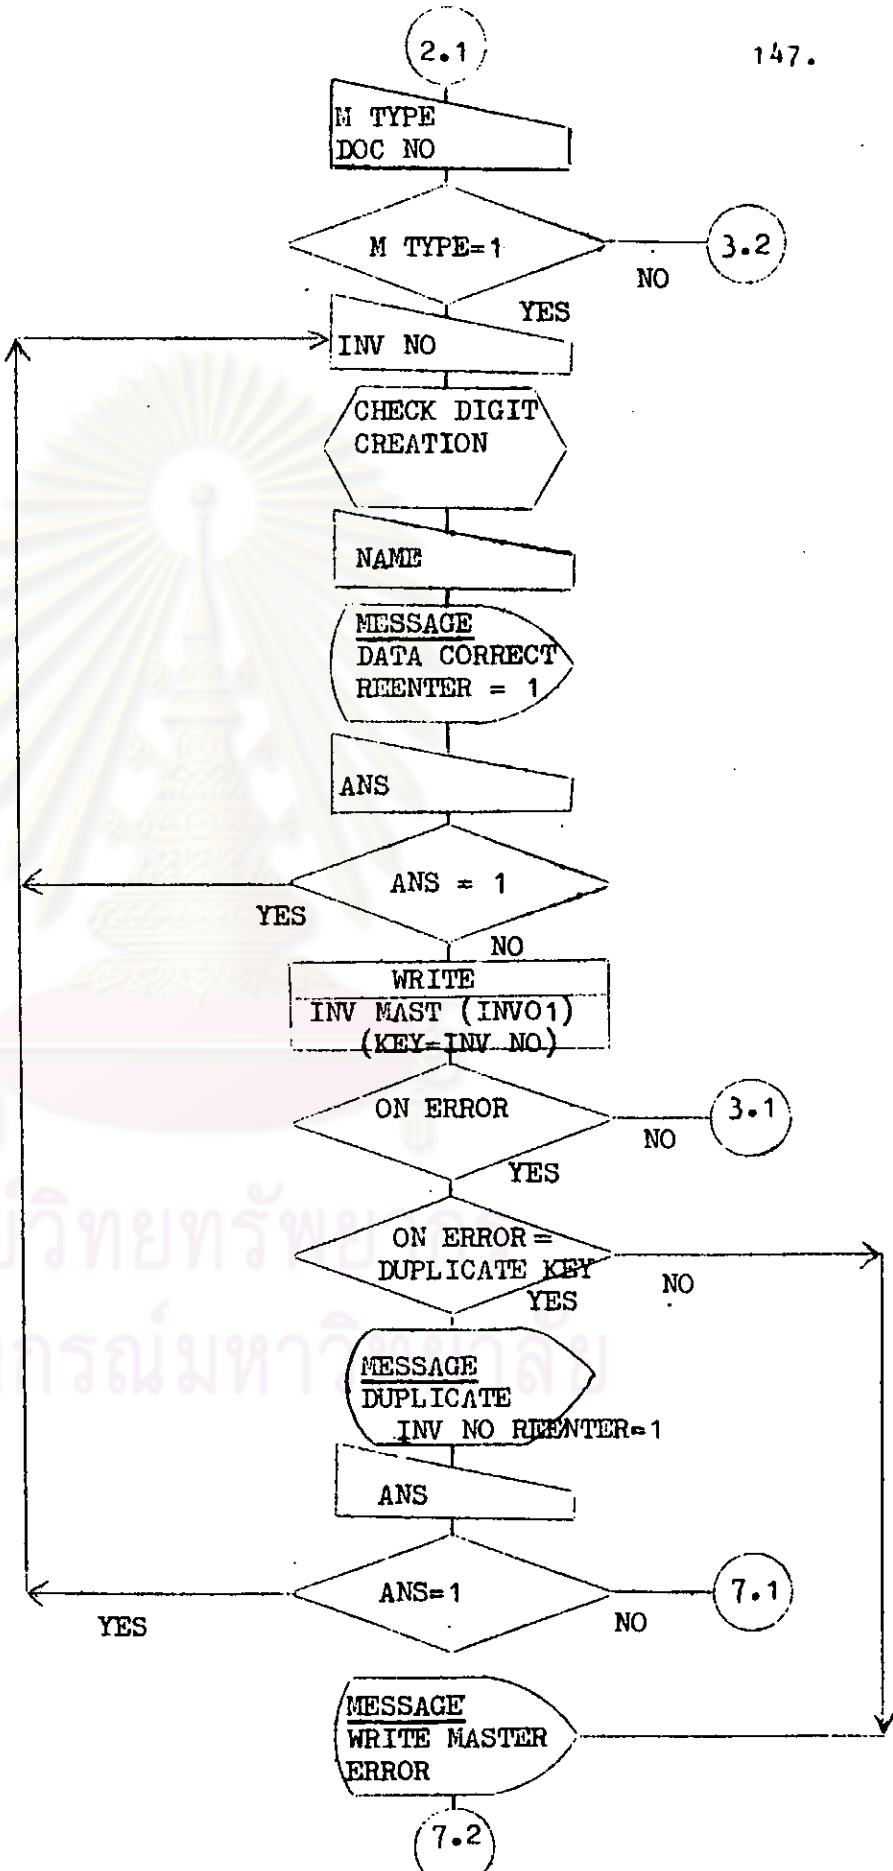 2.1
147.
M TYPE
DOC NO
M TYPE=1
3.2
NO
YES
INV NO
CHECK DIGIT
CREATION
NAME
MESSAGE
DATA CORRECT
REENTER = 1
ANS
ANS = 1
YES
NO
WRITE
INV MAST (INV01)
(KEY=INV NO)
ON ERROR
3.1
NO
YES
ON ERROR=
DUPLICATE KEY
NO
YES
MESSAGE
DUPLICATE
INV NO REENTER=1
ANS
ANS=1
7.1
YES
NO
MESSAGE
WRITE MASTER
ERROR
7.2